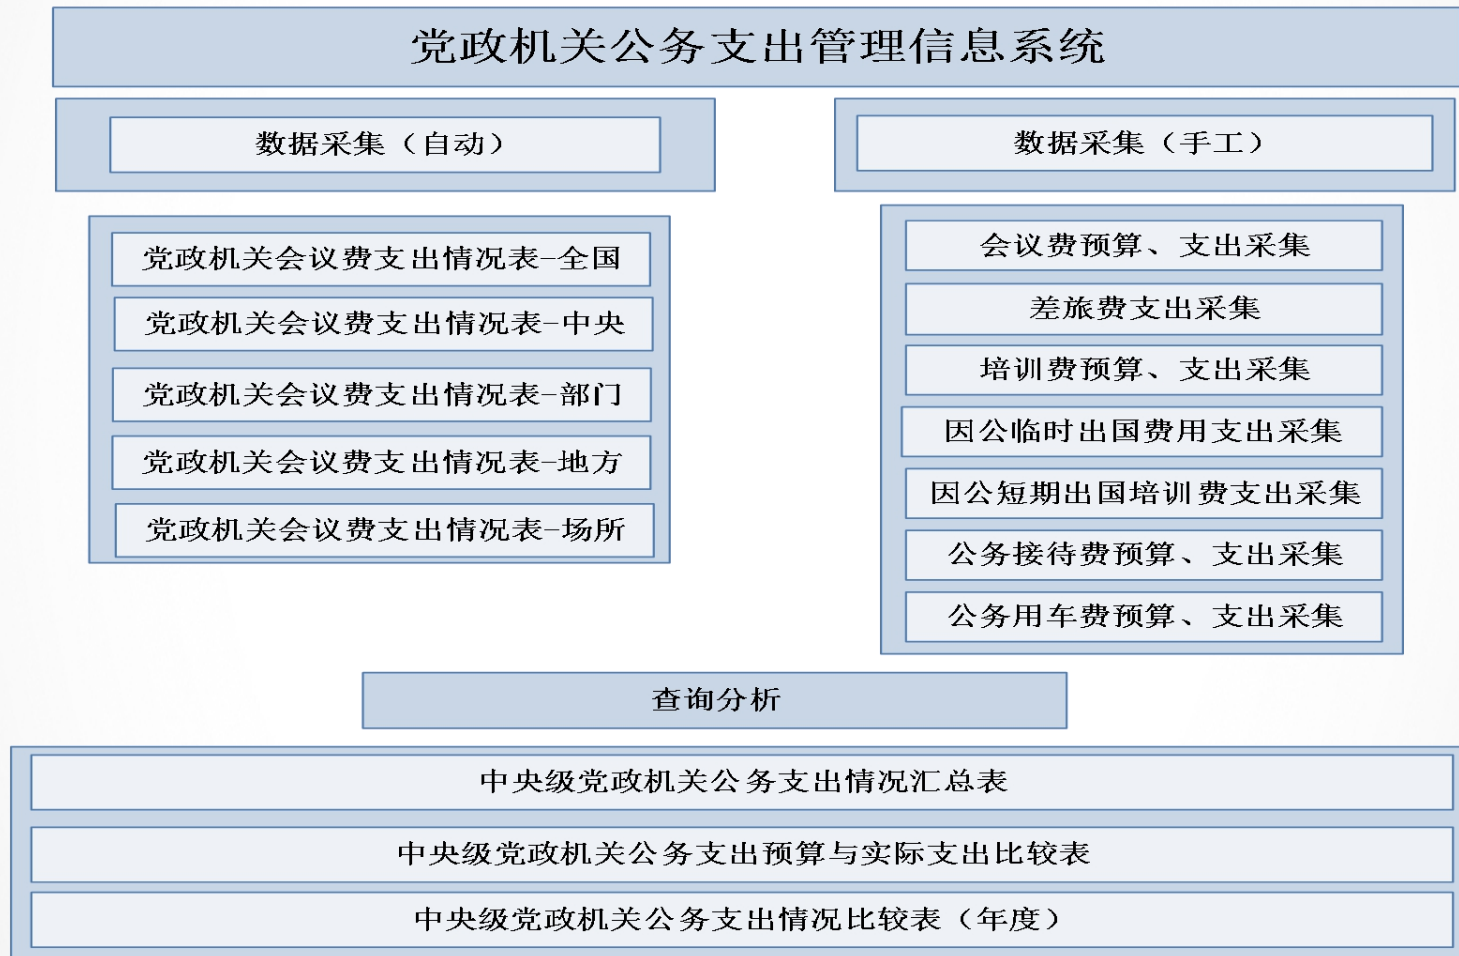 党政机关公务支出管理信息系统
数据采集（自动）
党政机关会议费支出情况表-全国
党政机关会议费支出情况表-中央
党政机关会议费支出情况表-部门
党政机关会议费支出情况表-地方
党政机关会议费支出情况表-场所
数据采集（手工）
会议费预算、支出采集
差旅费支出采集
培训费预算、支出采集
因公临时出国费用支出采集
因公短期出国培训费支出采集
公务接待费预算、支出采集
公务用车费预算、支出采集
查询分析
中央级党政机关公务支出情况汇总表
中央级党政机关公务支出预算与实际支出比较表
中央级党政机关公务支出情况比较表（年度）